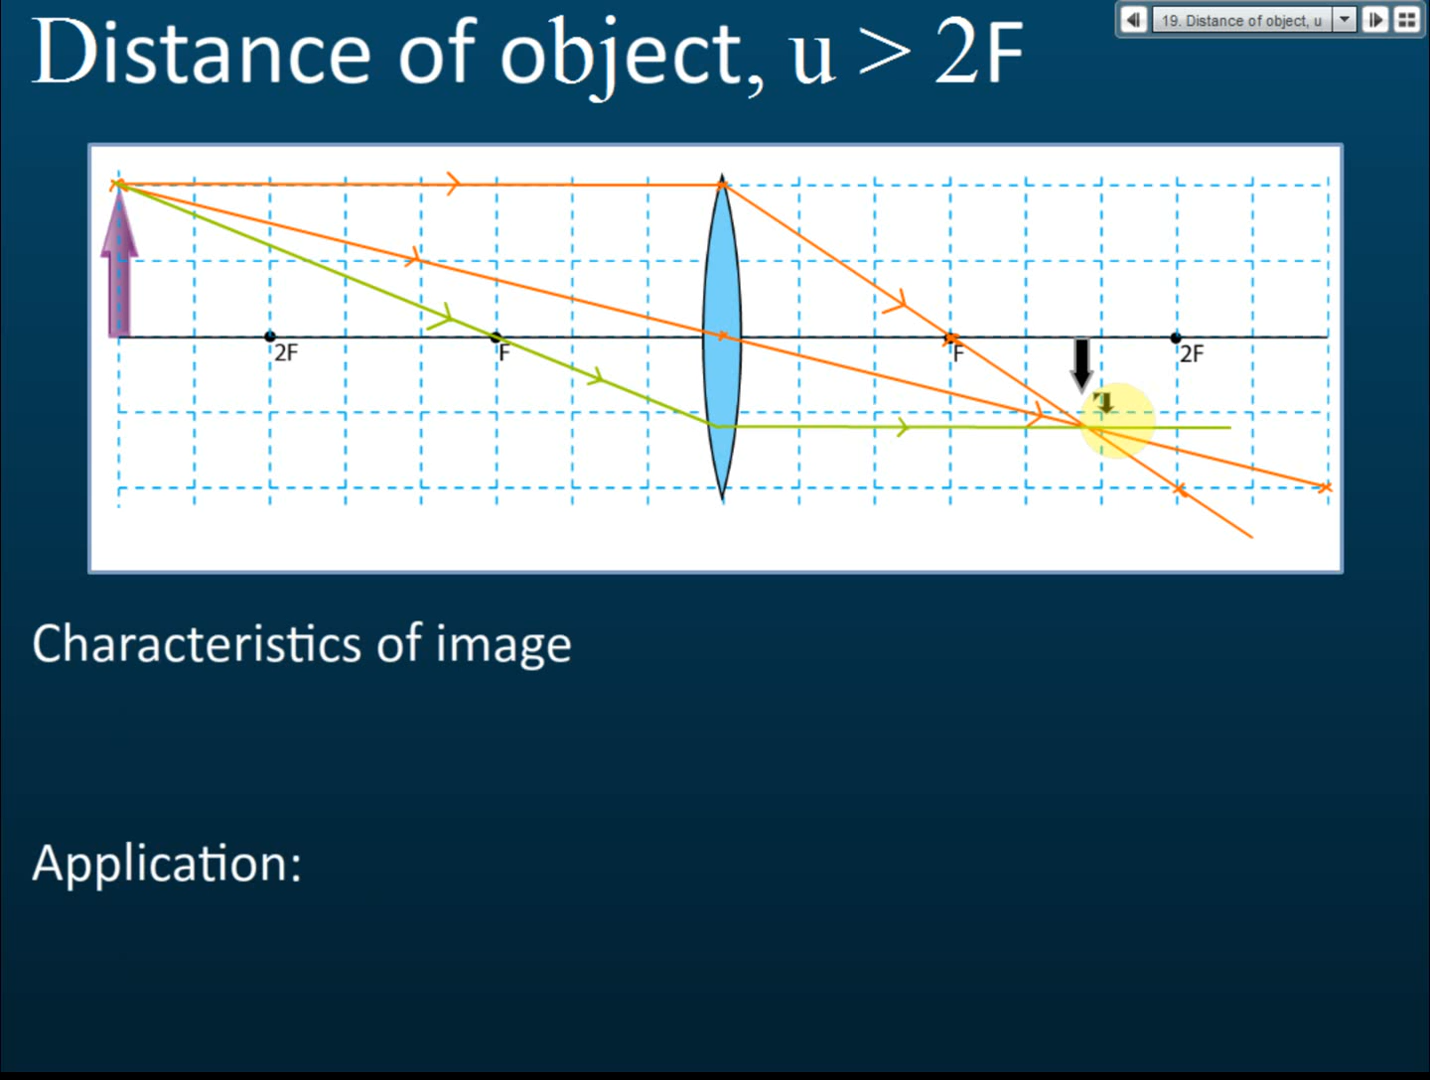 Distance of object, u > 2F
19. Distance of object, u
2F
F
F
2F
Characteristics of image
Application: